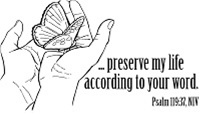 ... preserve my life
according to your word.
Psalm 119:37, NIV